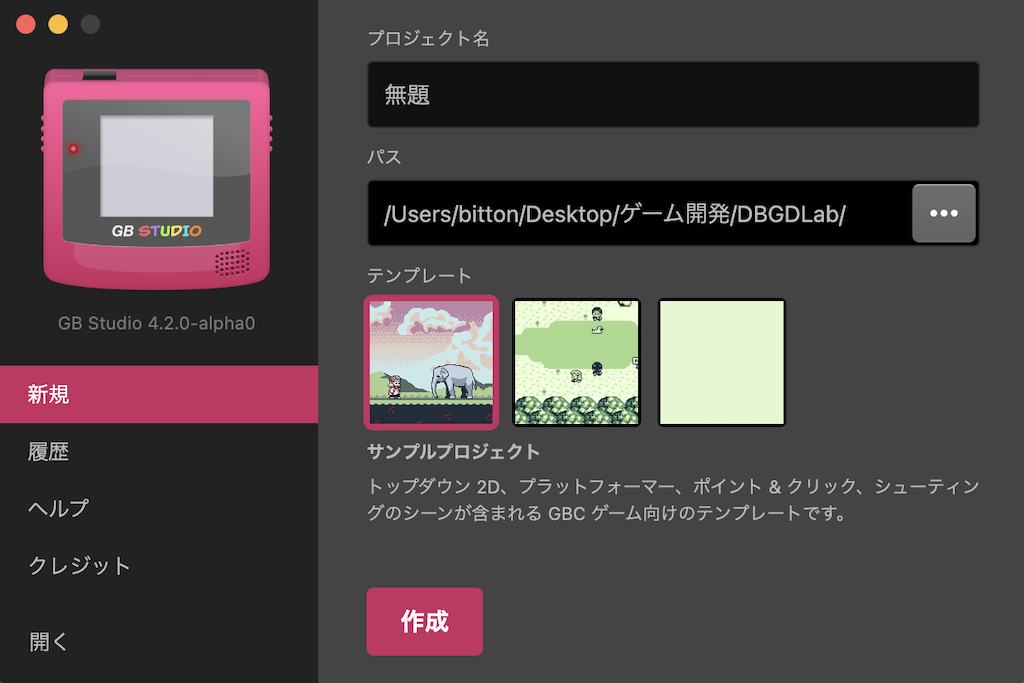 GB STUDIO
GB Studio 4.2.0-alpha0
新規
履歴
ヘルプ
クレジット
開く
プロジェクト名
無題
パス
/Users/bitton/Desktop/ゲーム開発/DBGDLab/
テンプレート
サンプルプロジェクト
トップダウン 2D、プラットフォーマー、ポイント & クリック、シューティン
グのシーンが含まれる GBC ゲーム向けのテンプレートです。
作成